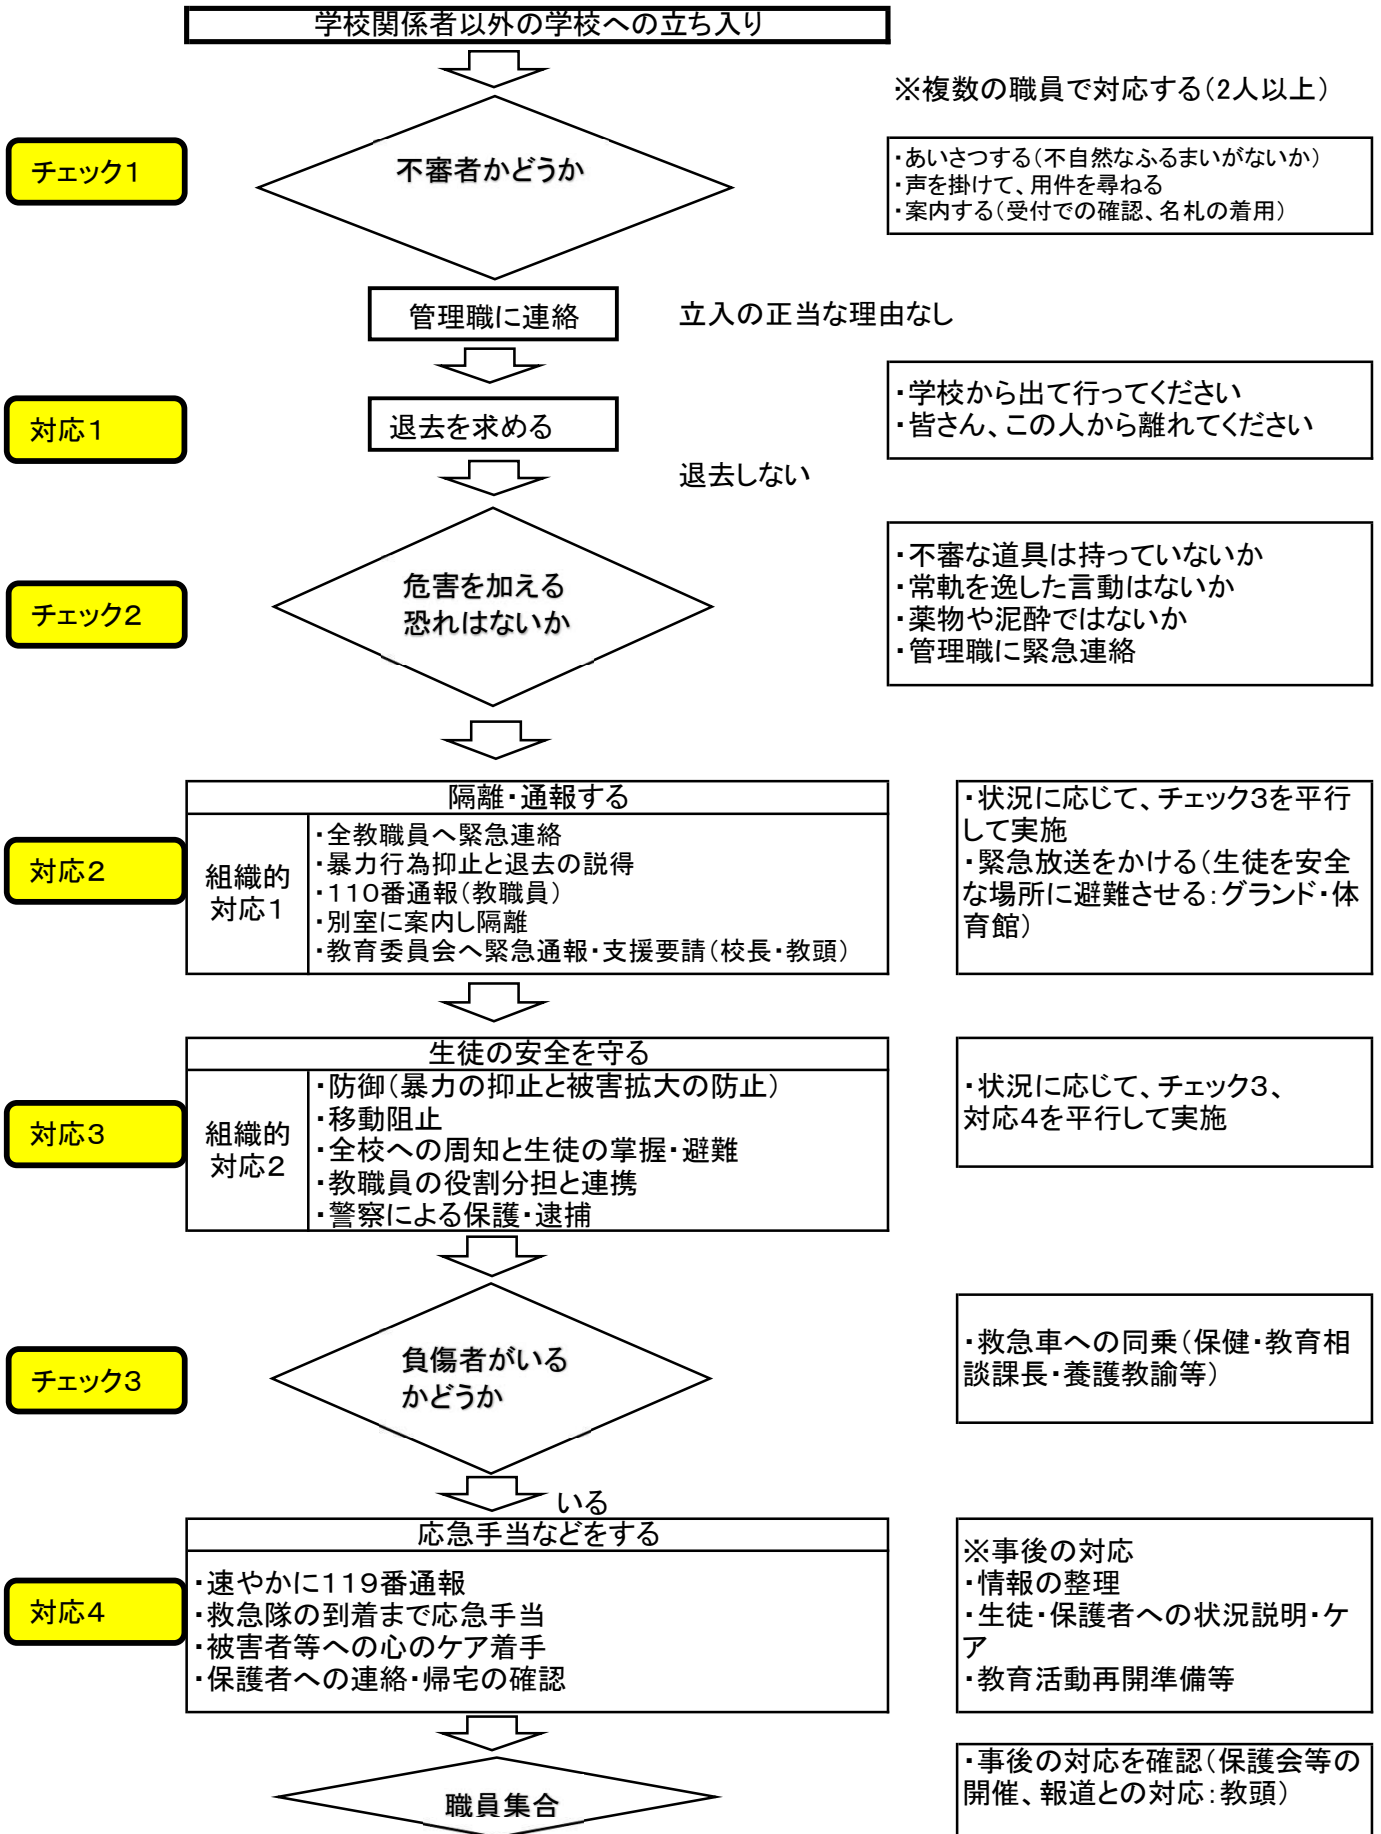 学校関係者以外の学校への立ち入り
※複数の職員で対応する(2人以上)
チェック1
不審者かどうか
・あいさつする(不自然なふるまいがないか)
・声を掛けて、用件を尋ねる
・案内する(受付での確認、名札の着用)
管理職に連絡
立入の正当な理由なし
対応1
退去を求める
・学校から出て行ってください
・皆さん、この人から離れてください
退去しない
チェック2
危害を加える
恐れはないか
・不審な道具は持っていないか
・常軌を逸した言動はないか
・薬物や泥酔ではないか
・管理職に緊急連絡
隔離・通報する
対応2
組織的
対応1
・全教職員へ緊急連絡
・暴力行為抑止と退去の説得
・110番通報(教職員)
・別室に案内し隔離
・教育委員会へ緊急通報・支援要請(校長・教頭)
・状況に応じて、チェック3を平行
して実施
・緊急放送をかける(生徒を安全
な場所に避難させる:グランド・体
育館)
生徒の安全を守る
対応3
組織的
対応2
・防御(暴力の抑止と被害拡大の防止)
・移動阻止
・全校への周知と生徒の掌握・避難
・教職員の役割分担と連携
・警察による保護・逮捕
・状況に応じて、チェック3、
対応4を平行して実施
チェック3
負傷者がいる
かどうか
・救急車への同乗(保健・教育相
談課長・養護教諭等)
いる
応急手当などをする
対応4
・速やかに119番通報
・救急隊の到着まで応急手当
・被害者等への心のケア着手
・保護者への連絡・帰宅の確認
※事後の対応
・情報の整理
・生徒・保護者への状況説明・ケ
ア
・教育活動再開準備等
職員集合
・事後の対応を確認(保護会等の
開催、報道との対応:教頭)